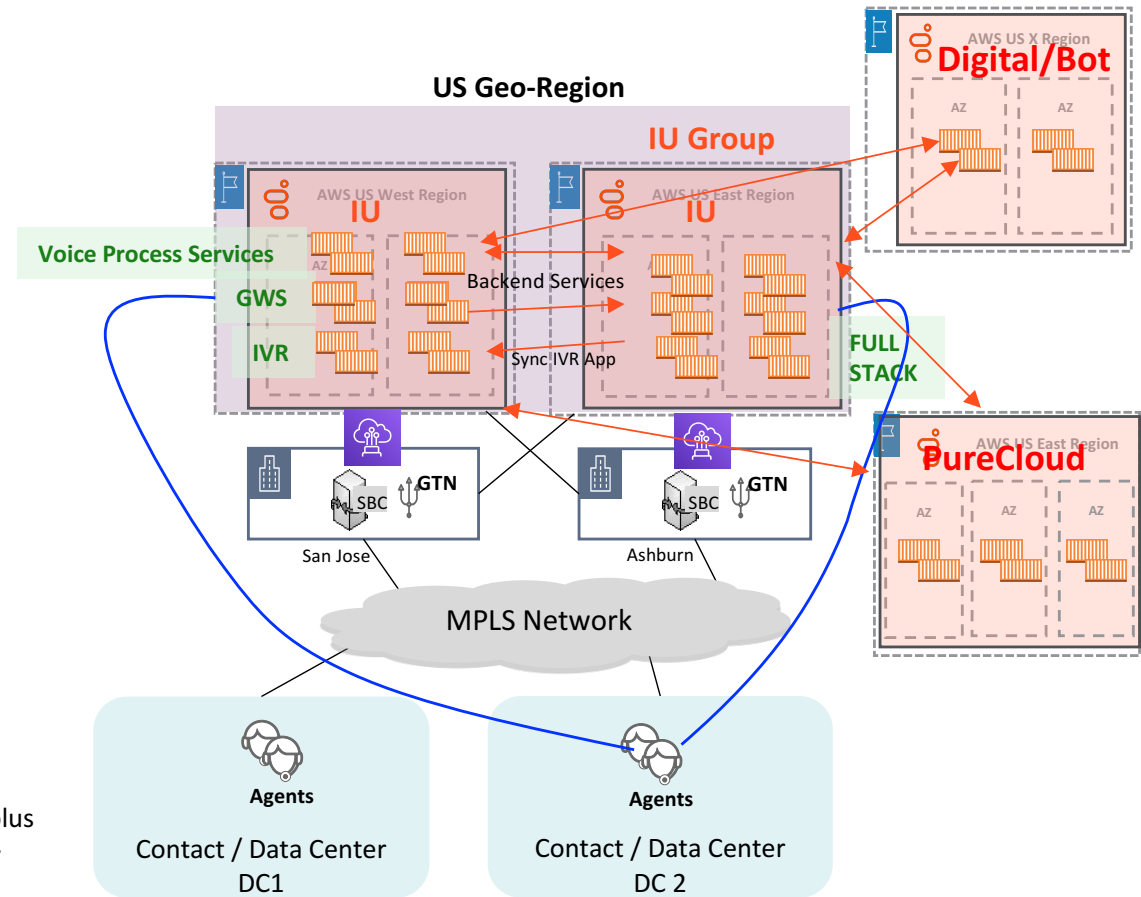 AWS US X Region
Digital/Bot
AZ
AZ
US Geo-Region
IU Group
AWS US West Region
IU
AWS US East Region
IU
Voice Process Services
AZ
GWS
IVR
Backend Services
Sync IVR App
FULL
STACK
AWS US East Region
PureCloud
AZ
AZ
AZ
SBC
GTN
San Jose
SBC
GTN
Ashburn
MPLS Network
Agents
Contact / Data Center
DC1
Agents
Contact / Data Center
DC 2
plus